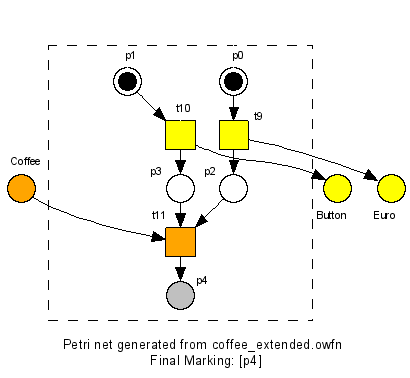 p1
p0
t10
t9
Coffee
p3
p2
t11
Button
Euro
p4
Petri net generated from coffee_extended.owfn
Final Marking: [p4]